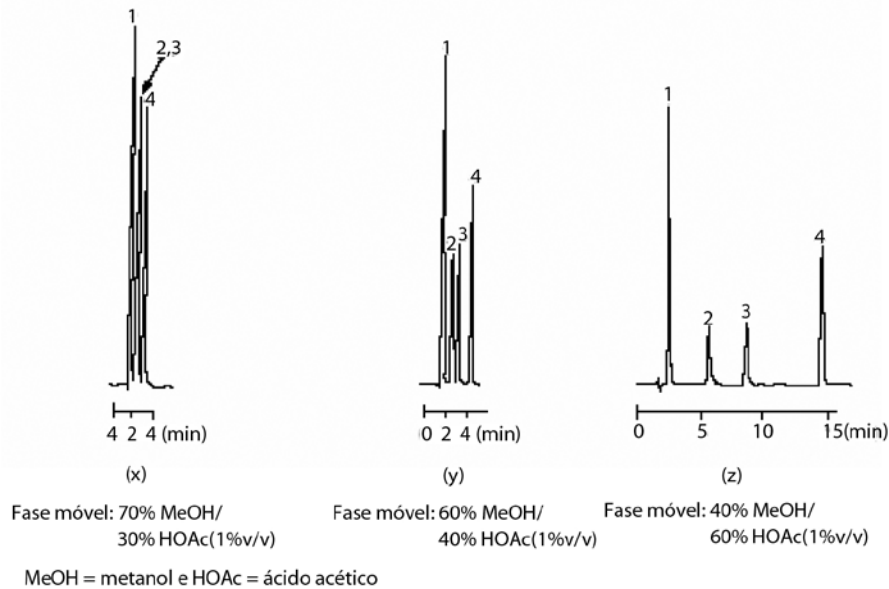 1
2,3
4
4 2 4 (min)
(x)
Fase móvel: 70% MeOH/
30% HOAc(1%v/v)
1
2
3
4
0 2 4 (min)
(y)
Fase móvel: 60% MeOH/
40% HOAc(1%v/v)
1
2
3
4
0 5 10 15(min)
(z)
Fase móvel: 40% MeOH/
60% HOAc(1%v/v)
MeOH = metanol e HOAc = ácido acético